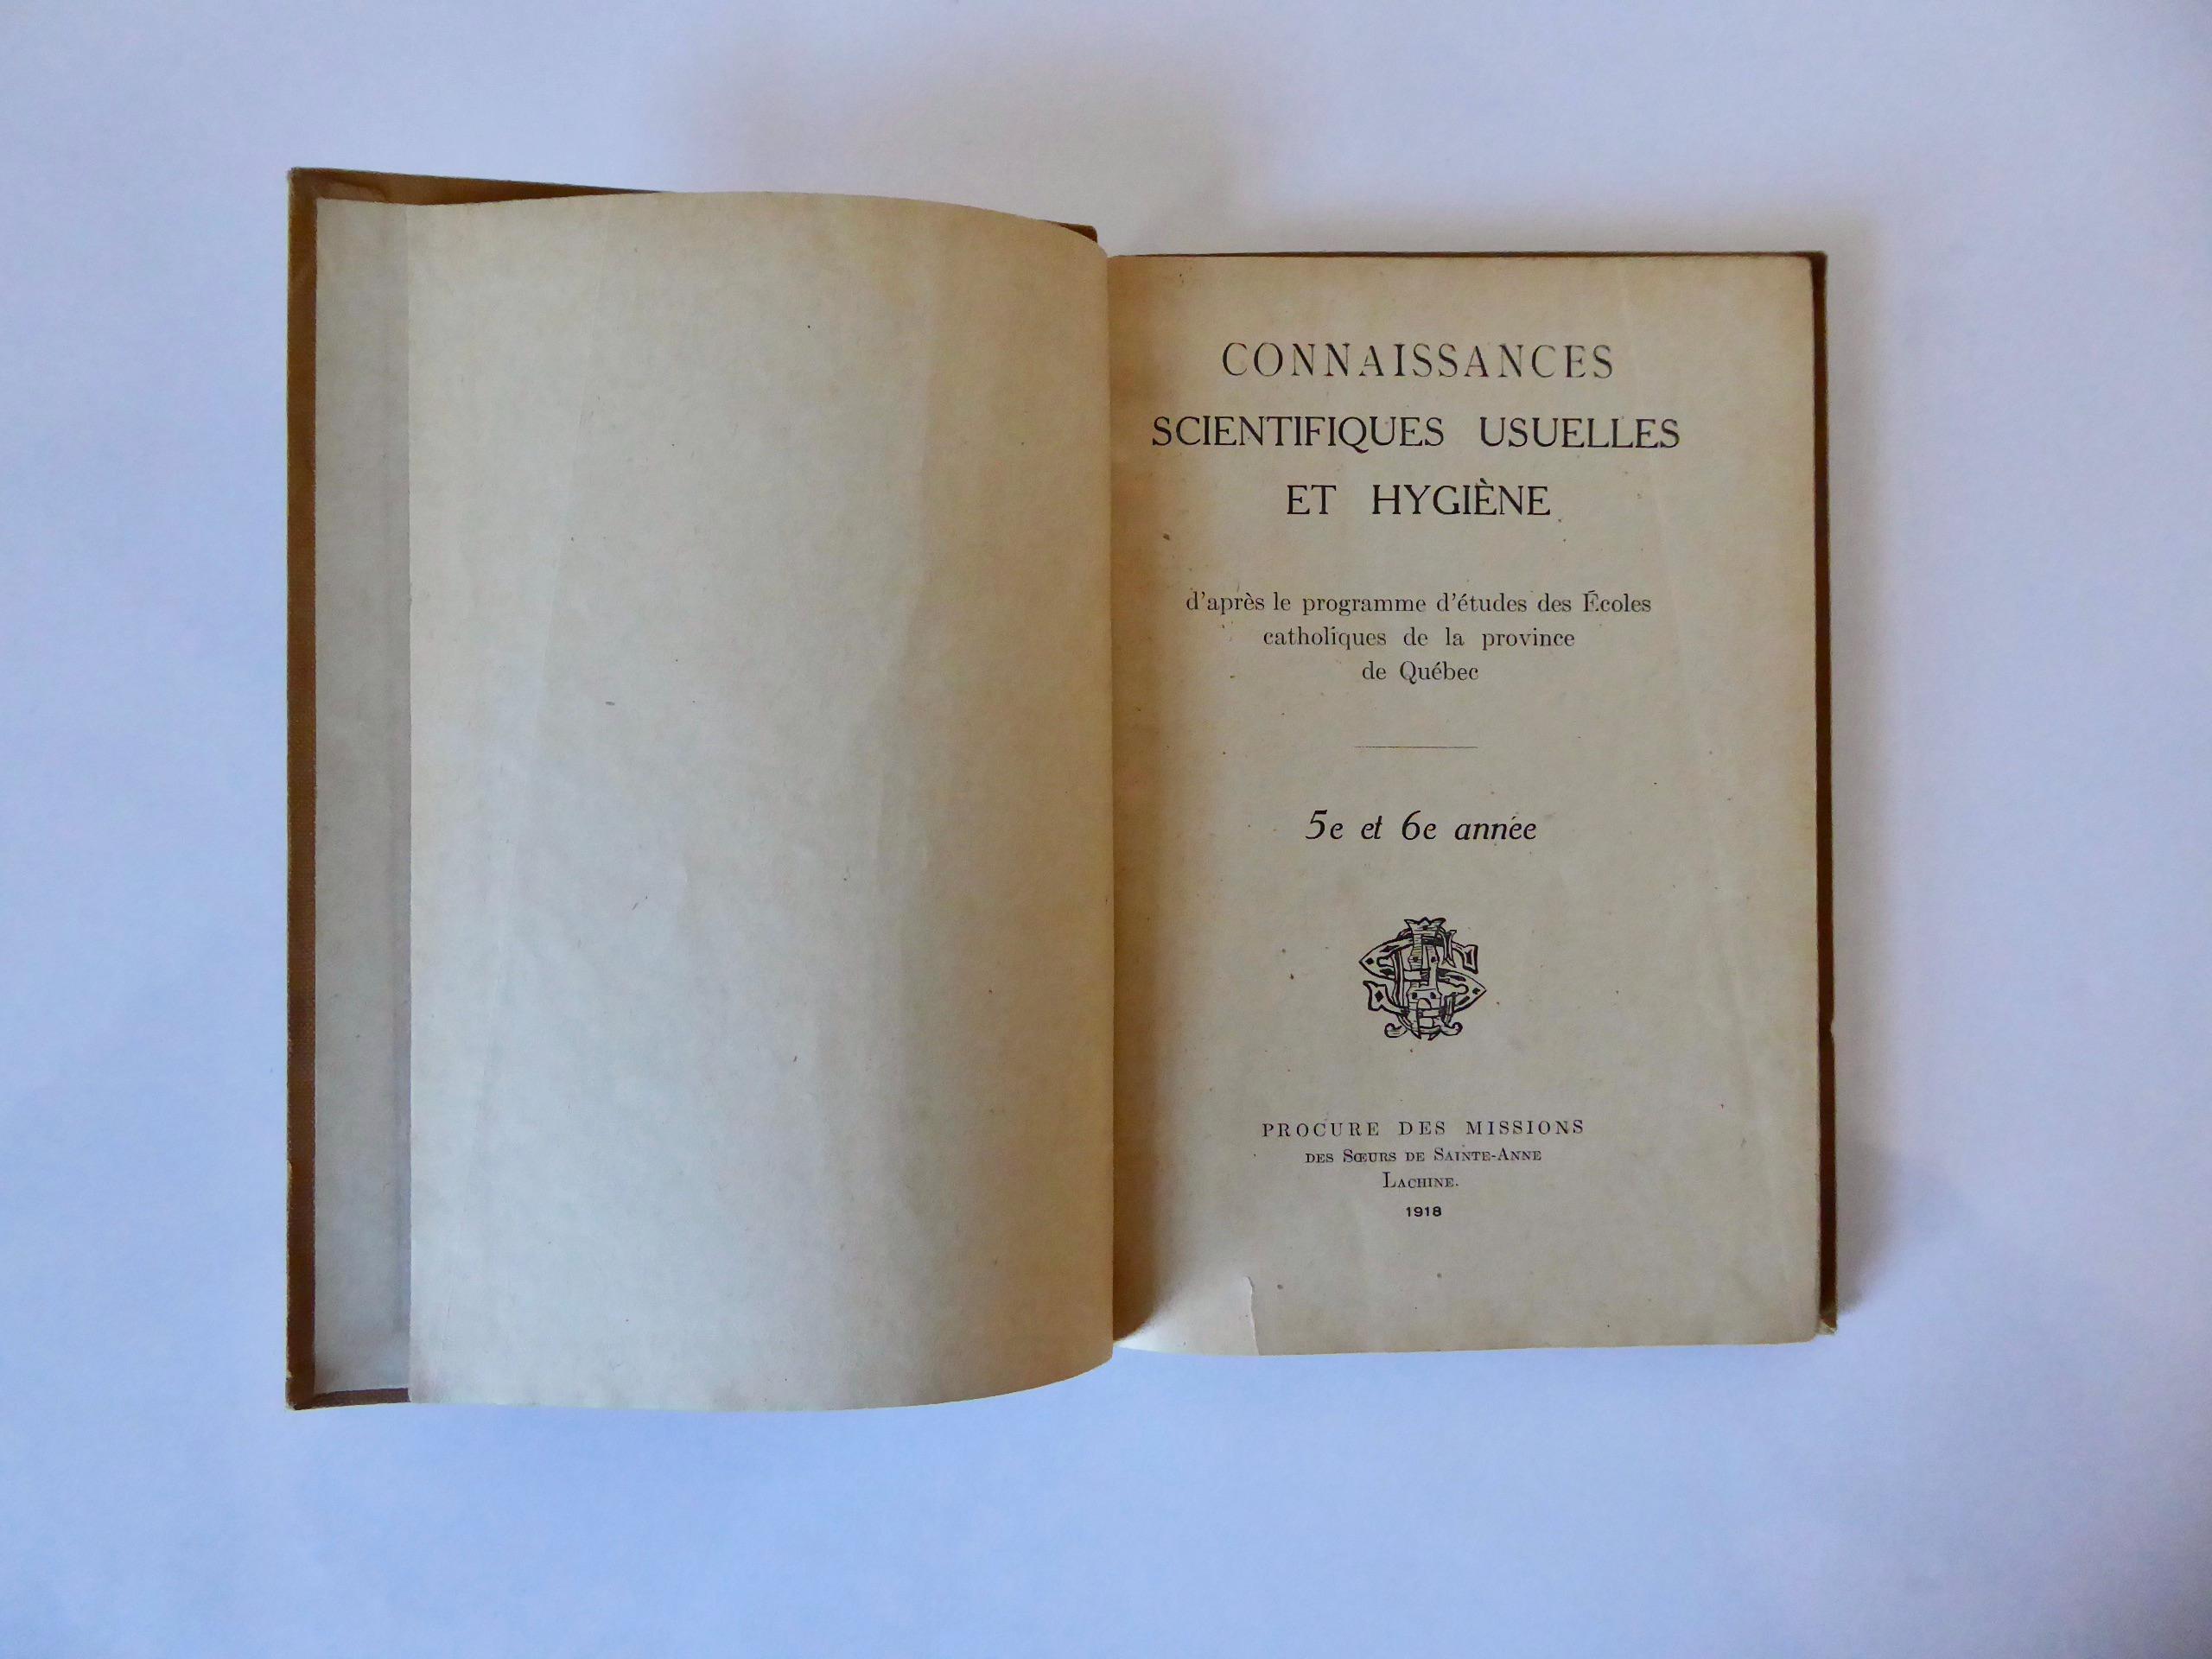 CONNAISSANCES
SCIENTIFIQUES USUELLES
ET HYGIÈNE
d'après le programme d'études des Écoles
catholiques de la province
de Québec
5e et 6e année
PROCURE DES MISSIONS
DES SŒURS DE SAINTE-ANNE
LACHINE.
1918